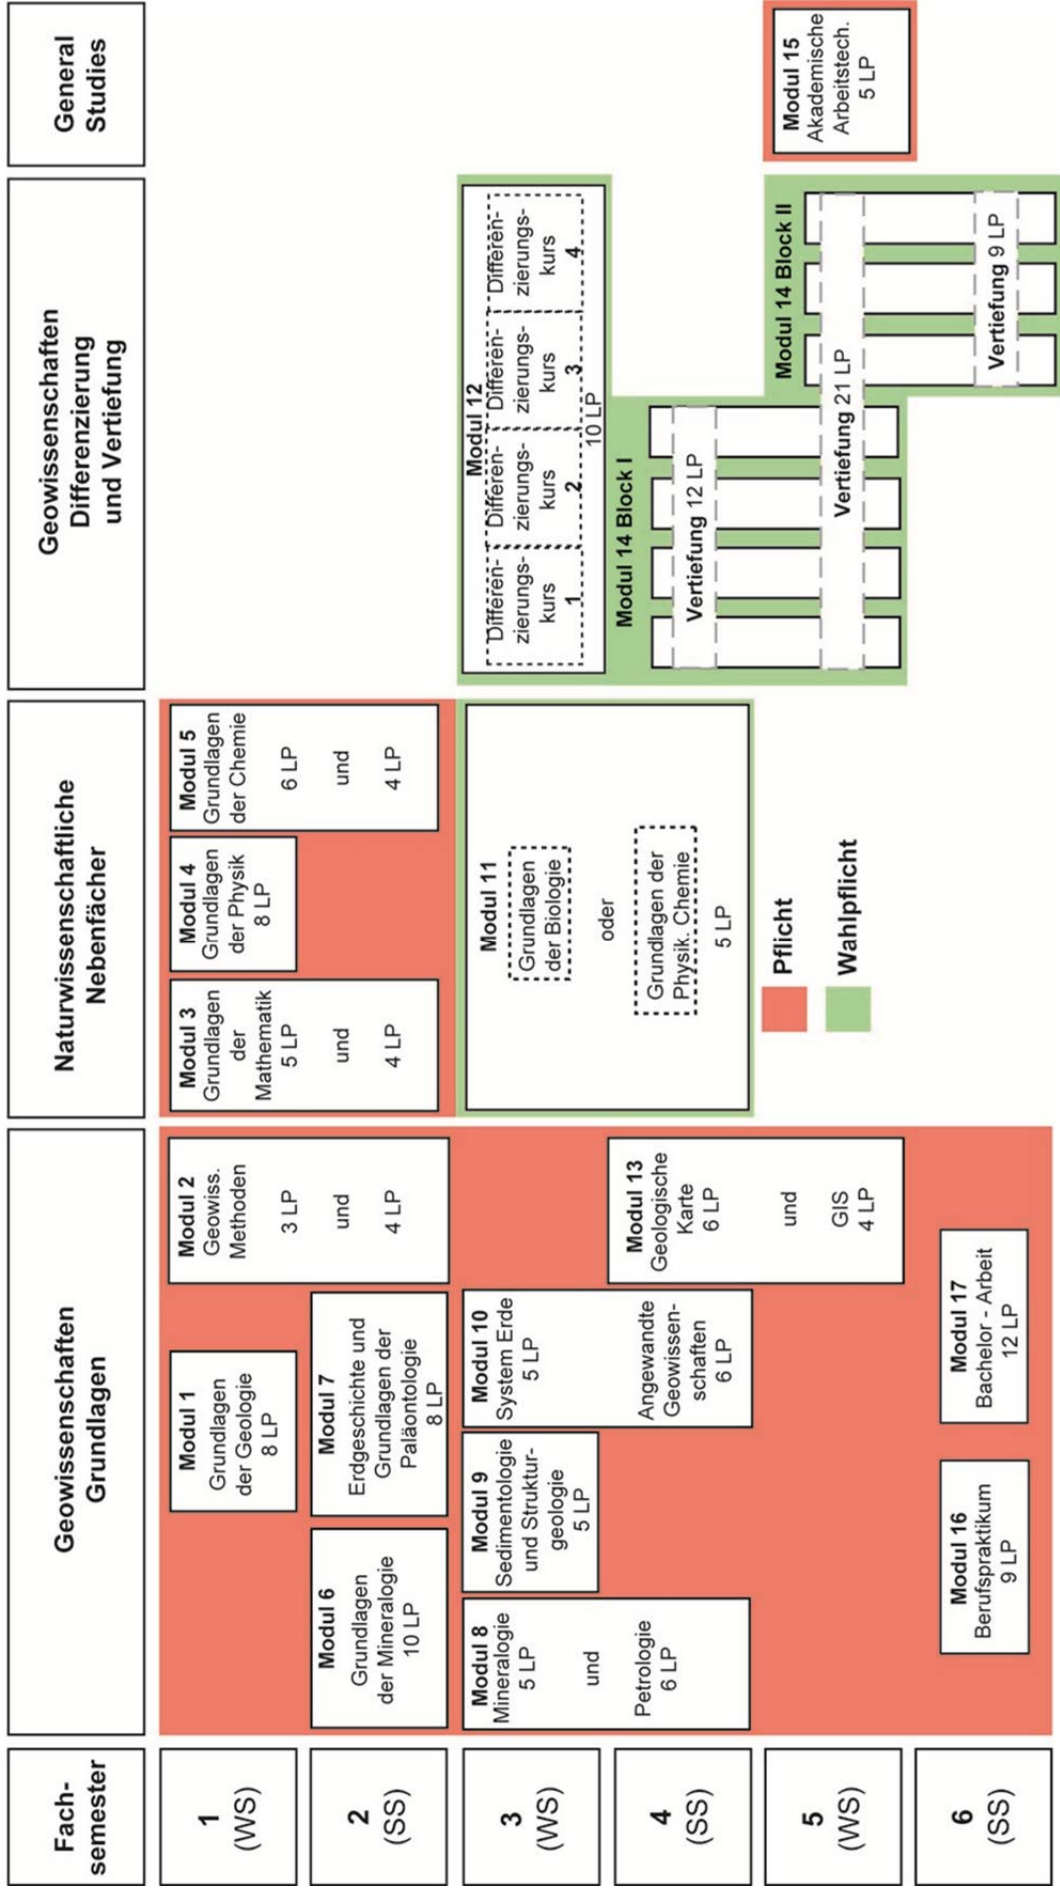 Fach-
semester
Geowissenschaften
Grundlagen
Naturwissenschaftliche
Nebenfächer
Geowissenschaften
Differenzierung
und Vertiefung
General
Studies
1
(WS)
Modul 1
Grundlagen
der Geologie
8 LP
Modul 2
Geowiss.
Methoden
3 LP
und
4 LP
Modul 3
Grundlagen
der
Mathematik
5 LP
und
4 LP
Modul 4
Grundlagen
der Physik
8 LP
Modul 5
Grundlagen
der Chemie
6 LP
und
4 LP
2
(SS)
Modul 6
Grundlagen
der Mineralogie
10 LP
Modul 7
Erdgeschichte und
Grundlagen der
Paläontologie
8 LP
3
(WS)
Modul 8
Mineralogie
5 LP
und
Petrologie
6 LP
Modul 9
Sedimentologie
und Struktur-
geologie
5 LP
Modul 10
System Erde
5 LP
Angewandte
Geowissen-
schaften
6 LP
Modul 11
Grundlagen
der Biologie
oder
Grundlagen der
Physik. Chemie
5 LP
Modul 12
Differen-
zierungs-
kurs
1
Differen-
zierungs-
kurs
2
Differen-
zierungs-
kurs
3
Differen-
zierungs-
kurs
4
10 LP
4
(SS)
Modul 13
Geologische
Karte
6 LP
und
GIS
4 LP
Modul 14 Block I
Vertiefung 12 LP
5
(WS)
Pflicht
Wahlpflicht
Modul 14 Block II
Vertiefung 21 LP
Modul 15
Akademische
Arbeitstech.
5 LP
6
(SS)
Modul 16
Berufspraktikum
9 LP
Modul 17
Bachelor - Arbeit
12 LP
Vertiefung 9 LP